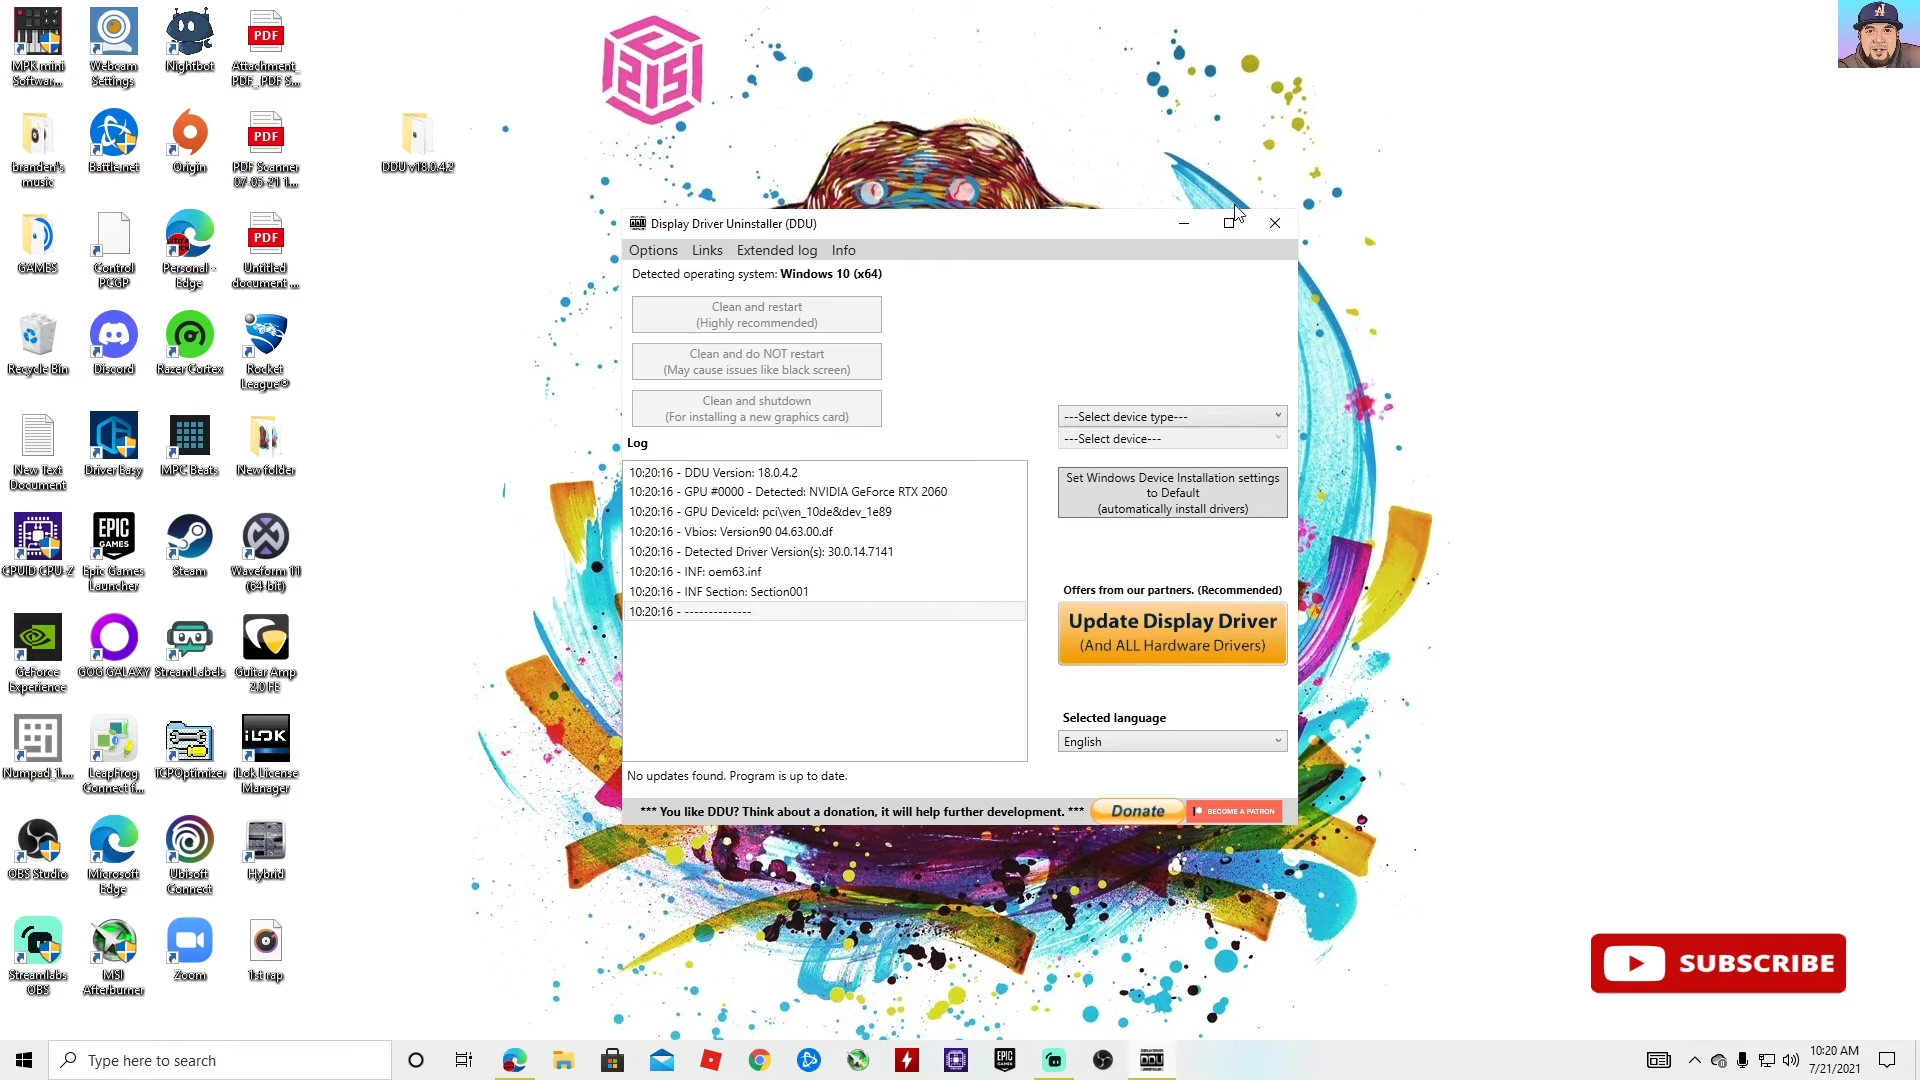 MPK mini
Softwar...
Webcam
Settings
Nightbot
PDF
Attachment_
PDF_ PDF S...
branden's
music
Battle.net
Origin
PDF
PDF Scanner
07-05-21 1...
DDU v18.0.4.2
GAMES
Control
PCGP
Personal -
Edge
PDF
Untitled
document ...
Recycle Bin
Discord
Razer Cortex
Rocket
League®
New Text
Document
Driver Easy
MPC Beats
New folder
CPUID CPU-Z
EPIC
GAMES
Epic Games
Launcher
Steam
Waveform 11
(64-bit)
GeForce
Experience
GOG GALAXY
StreamLabels
Guitar Amp
2.0 FE
Numpad_1....
LeapFrog
Connect f...
TCPOptimizer
iLOK
iLok License
Manager
OBS Studio
Microsoft
Edge
Ubisoft
Connect
Hybrid
Streamlabs
OBS
MSI
Afterburner
Zoom
1st rap
Display Driver Uninstaller (DDU)
Options Links Extended log Info
Detected operating system: Windows 10 (x64)
Clean and restart
(Highly recommended)
Clean and do NOT restart
(May cause issues like black screen)
Clean and shutdown
(For installing a new graphics card)
Log
10:20:16 - DDU Version: 18.0.4.2
10:20:16 - GPU #0000 - Detected: NVIDIA GeForce RTX 2060
10:20:16 - GPU DeviceId: pci\ven_10de&dev_1e89
10:20:16 - Vbios: Version90 04.63.00.df
10:20:16 - Detected Driver Version(s): 30.0.14.7141
10:20:16 - INF: oem63.inf
10:20:16 - INF Section: Section001
10:20:16 - --------------
---Select device type---
---Select device---
Set Windows Device Installation settings
to Default
(automatically install drivers)
Offers from our partners. (Recommended)
Update Display Driver
(And ALL Hardware Drivers)
Selected language
English
No updates found. Program is up to date.
*** You like DDU? Think about a donation, it will help further development. ***
Donate
BECOME A PATRON
SUBSCRIBE
Type here to search
EPIC
GAMES
DDU
10:20 AM
7/21/2021